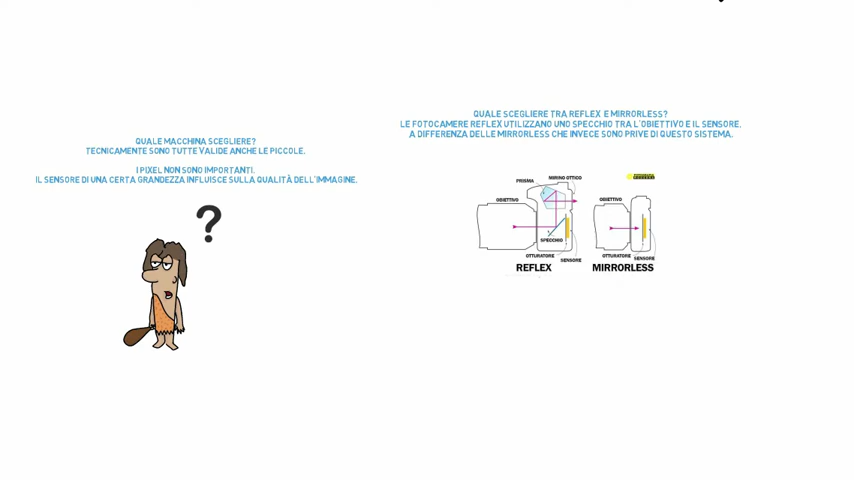 QUALE MACCHINA SCEGLIERE?
TECNICAMENTE SONO TUTTE VALIDE ANCHE LE PICCOLE.
I PIXEL NON SONO IMPORTANTI.
IL SENSORE DI UNA CERTA GRANDEZZA INFLUISCE SULLA QUALITÀ DELL'IMMAGINE.
?
QUALE SCEGLIERE TRA REFLEX E MIRRORLESS?
LE FOTOCAMERE REFLEX UTILIZZANO UNO SPECCHIO TRA L'OBIETTIVO E IL SENSORE,
A DIFFERENZA DELLE MIRRORLESS CHE INVECE SONO PRIVE DI QUESTO SISTEMA.
PRISMA
MIRINO OTTICO
OBIETTIVO
SPECCHIO
OTTURATORE
SENSORE
REFLEX
OBIETTIVO
OTTURATORE
SENSORE
MIRRORLESS